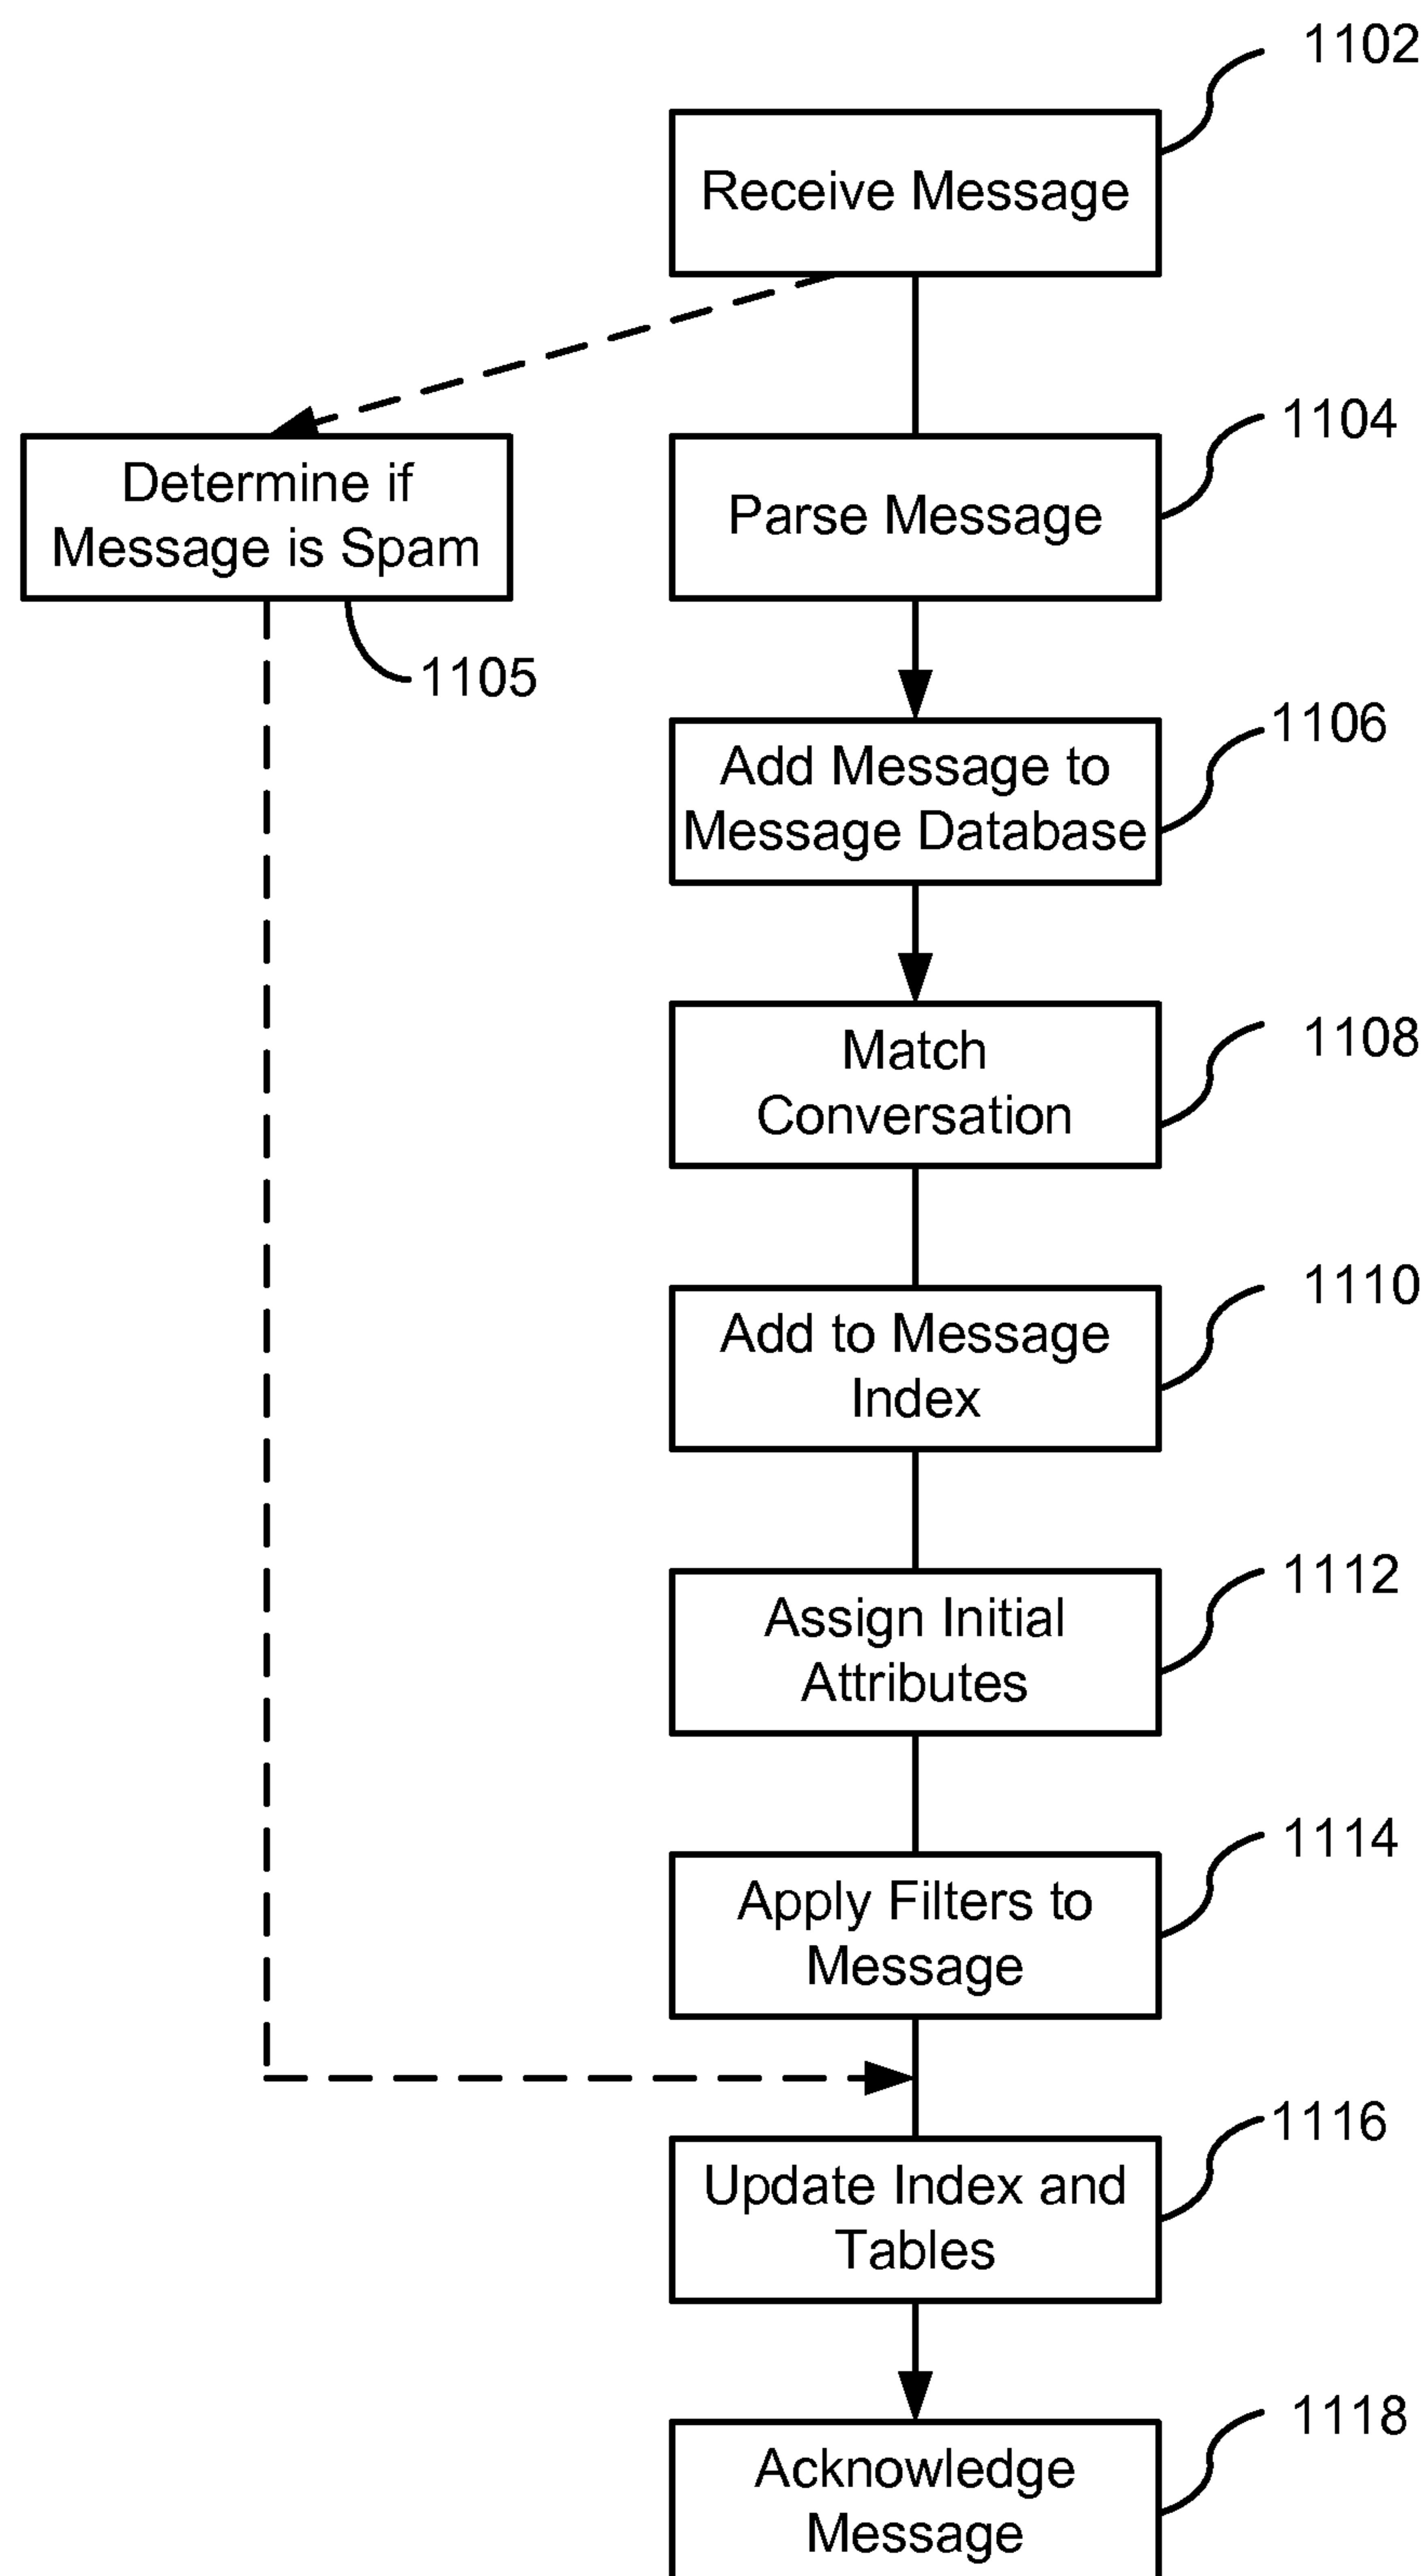 1102
Receive Message
1104
Parse Message
Determine if
Message is Spam
1105
1106
Add Message to
Message Database
1108
Match
Conversation
1110
Add to Message
Index
1112
Assign Initial
Attributes
1114
Apply Filters to
Message
1116
Update Index and
Tables
1118
Acknowledge
Message